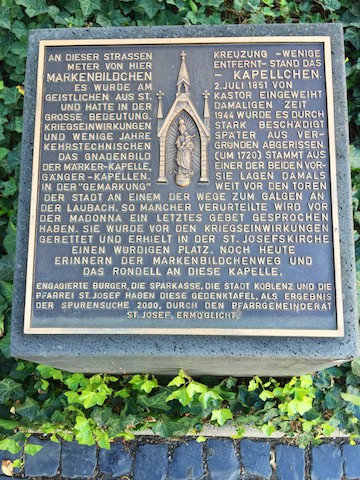 AN DIESER STRASSEN KREUZUNG - WENIGE
METER VON HIER ENTFERNT- STAND DAS
MARKENBILDCHEN - KAPELLCHEN.
ES WURDE AM 2. JULI 1851 VON
GEISTLICHEN AUS ST. KASTOR EINGEWEIHT
UND HATTE IN DER DAMALIGEN ZEIT
GROSSE BEDEUTUNG. 1944 WURDE ES DURCH
KRIEGSEINWIRKUNGEN STARK BESCHÄDIGT
UND WENIGE JAHRE SPÄTER AUS VER-
KEHRSTECHNISCHEN GRÜNDEN ABGERISSEN.
DAS GNADENBILD (UM 1720) STAMMT AUS
DER MARKER-KAPELLE, EINER DER BEIDEN VOR-
GÄNGER-KAPELLEN, SIE LAGEN DAMALS
IN DER "GEMARKUNG" WEIT VOR DEN TOREN
DER STADT AN EINEM DER WEGE ZUM GALGEN AN
DER LAUBACH. SO MANCHER VERURTEILTE WIRD VOR
DER MADONNA EIN LETZTES GEBET GESPROCHEN
HABEN. SIE WURDE VOR DEN KRIEGSEINWIRKUNGEN
GERETTET UND ERHIELT IN DER ST. JOSEFSKIRCHE
EINEN WÜRDIGEN PLATZ. NOCH HEUTE
ERINNERN DER MARKENBILDCHENWEG UND
DAS RONDELL AN DIESE KAPELLE.
ENGAGIERTE BÜRGER, DIE SPARKASSE, DIE STADT KOBLENZ UND DIE
PFARREI ST. JOSEF HABEN DIESE GEDENKTAFEL, ALS ERGEBNIS
DER SPURENSUCHE 2000, DURCH DEN PFARRGEMEINDERAT
ST. JOSEF, ERMÖGLICHT.